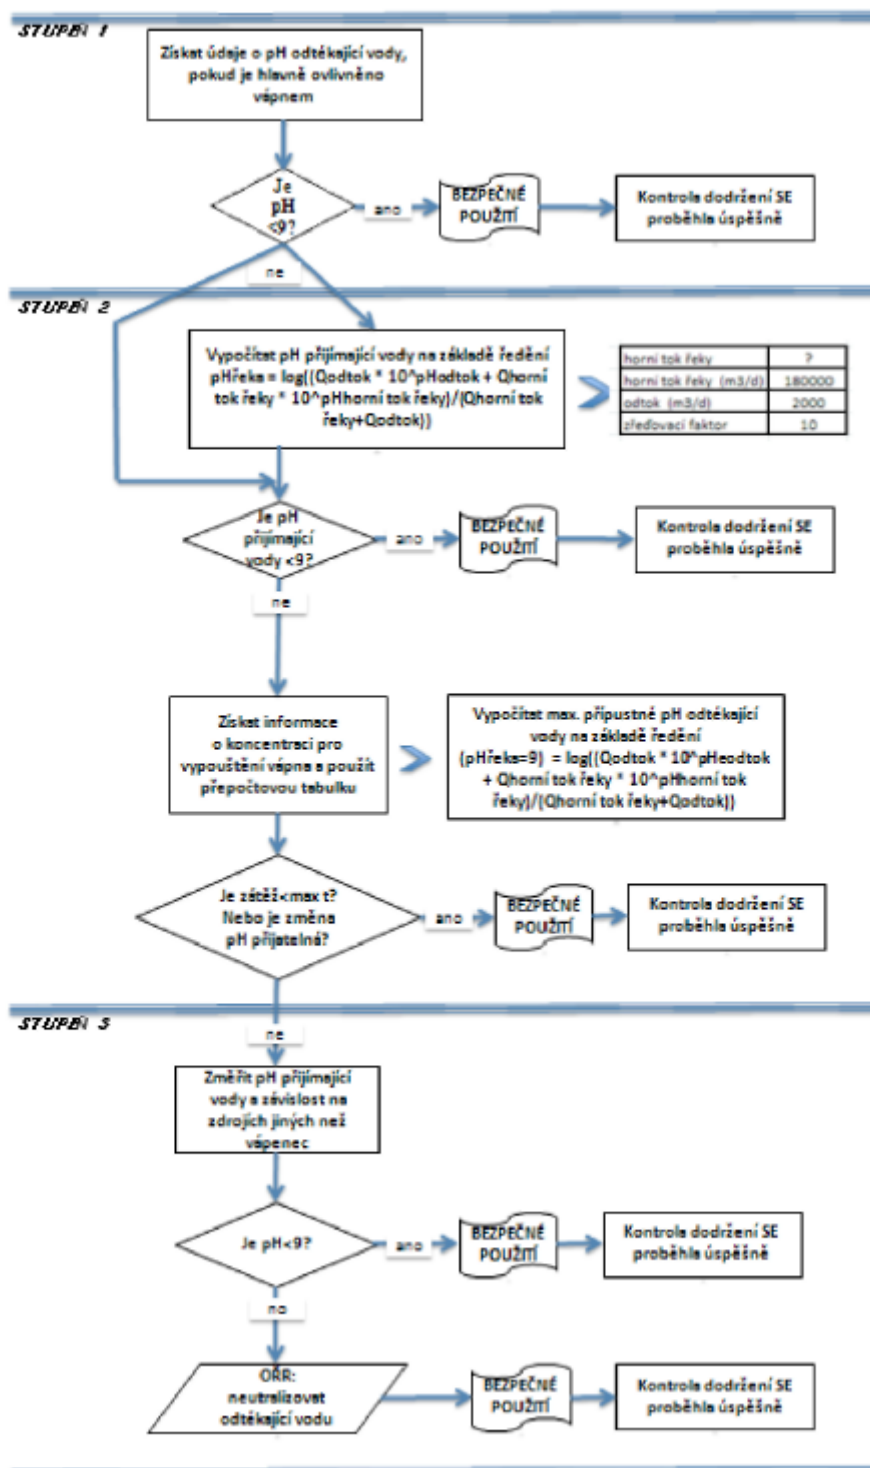 STUPEŇ 1
Získat údaje o pH odtékající vody,
pokud je hlavně ovlivněno
vápnem
Je
pH
<9?
ano
BEZPEČNÉ
POUŽITÍ
Kontrola dodržení SE
proběhla úspěšně
ne
STUPEŇ 2
Vypočítat pH přijímající vody na základě ředění
pHřeka = log((Qodtok * 10^pHodtok + Qhorní
tok řeky * 10^pHhorní tok řeky)/(Qhorní tok
řeky+Qodtok))
horní tok řeky ?
horní tok řeky (m3/d) 180000
odtok (m3/d) 2000
zřeďovací faktor 10
Je pH
přijímající
vody <9?
ano
BEZPEČNÉ
POUŽITÍ
Kontrola dodržení SE
proběhla úspěšně
ne
Získat informace
o koncentraci pro
vypouštění vápna a použít
přepočtovou tabulku
Vypočítat max. přípustné pH odtékající
vody na základě ředění
(pHřeka=9) = log((Qodtok * 10^pHeodtok
+ Qhorní tok řeky * 10^pHhorní tok
řeky)/(Qhorní tok řeky+Qodtok))
Je zátěž<max t?
Nebo je změna
pH přijatelná?
ano
BEZPEČNÉ
POUŽITÍ
Kontrola dodržení SE
proběhla úspěšně
STUPEŇ 3
ne
Změřit pH přijímající
vody a závislost na
zdrojích jiných než
vápenec
Je pH<9?
ano
BEZPEČNÉ
POUŽITÍ
Kontrola dodržení SE
proběhla úspěšně
no
OŘR:
neutralizovat
odtékající vodu
BEZPEČNÉ
POUŽITÍ
Kontrola dodržení SE
proběhla úspěšně